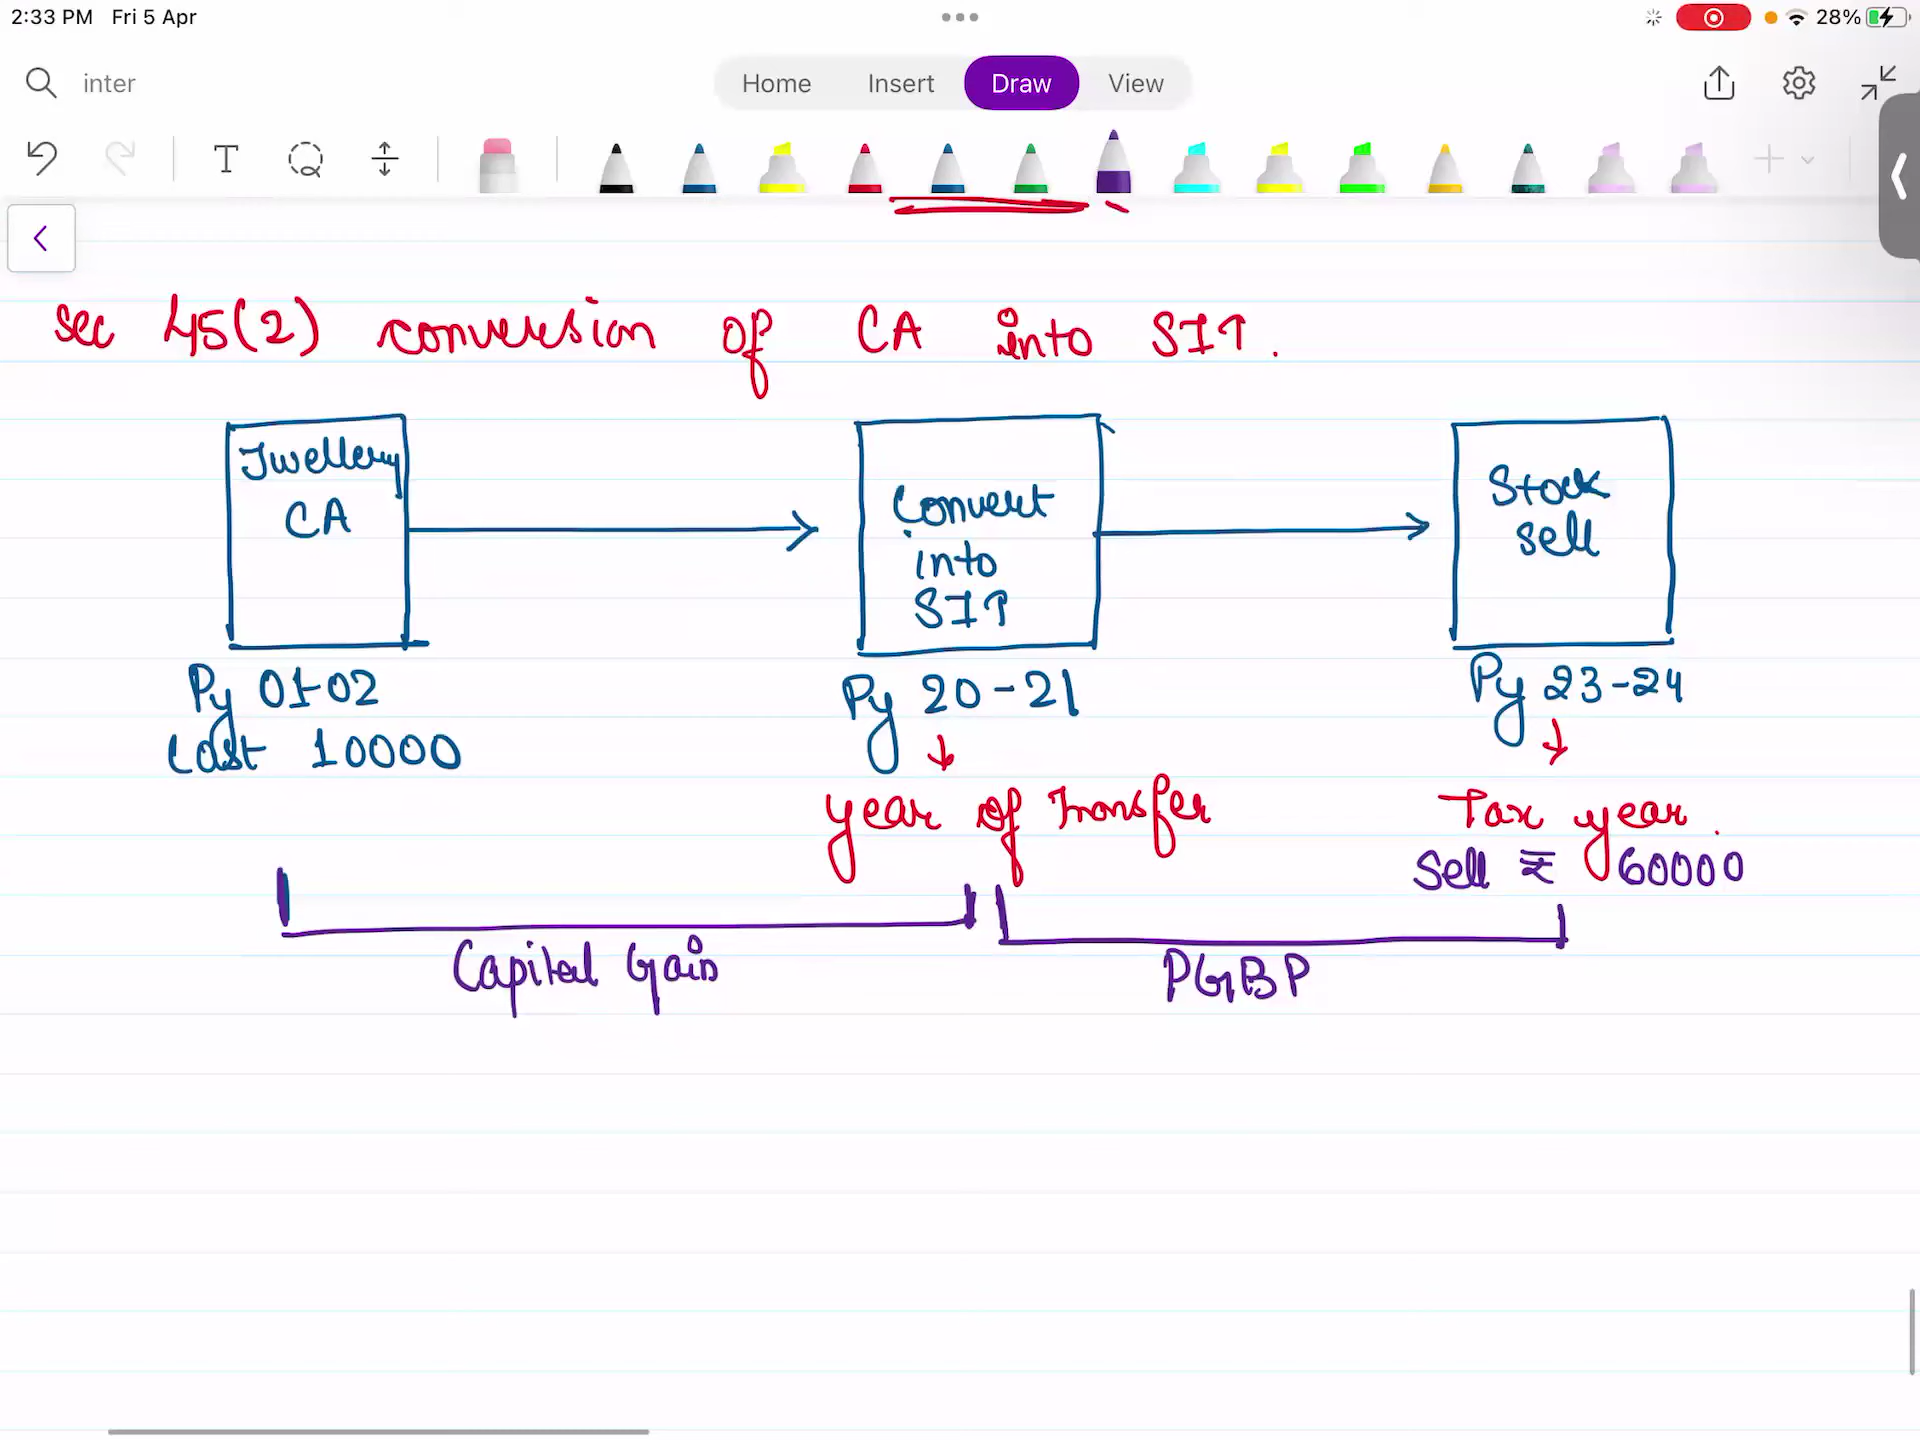 2:33 PM Fri 5 Apr 28%
inter Home Insert Draw View
T
Sec 45(2) conversion of CA into SIT.
Jwellery
CA
Convert
into
SIT
Stock
Sell
Py 01-02
Cost 10000
Py 20-21
Py 23-24
year of Transfer
Tax year.
Sell ₹ 60000
Capital Gain
PGBP